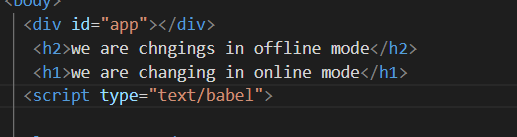 <body>
<div id="app"></div>
<h2>we are chngings in offline mode</h2>
<h1>we are changing in online mode</h1>
<script type="text/babel">